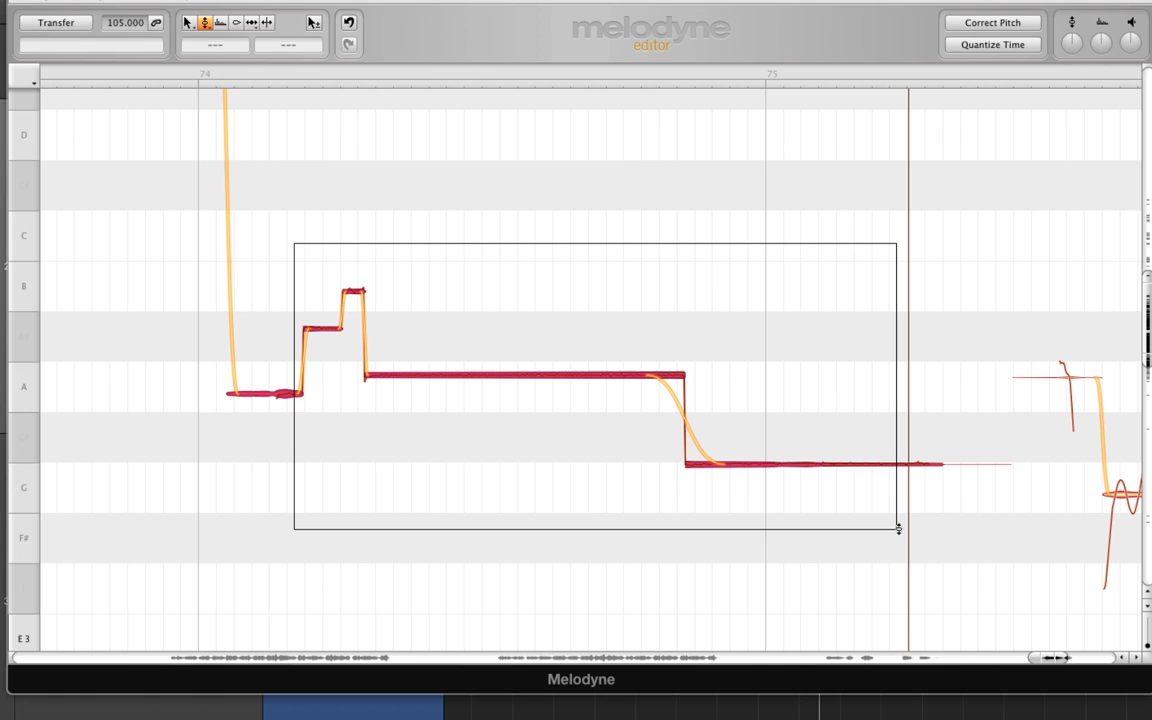 Transfer
105.000
---
---
melodyne
editor
Correct Pitch
Quantize Time
74
75
D
C
B
A
G
F#
E 3
Melodyne